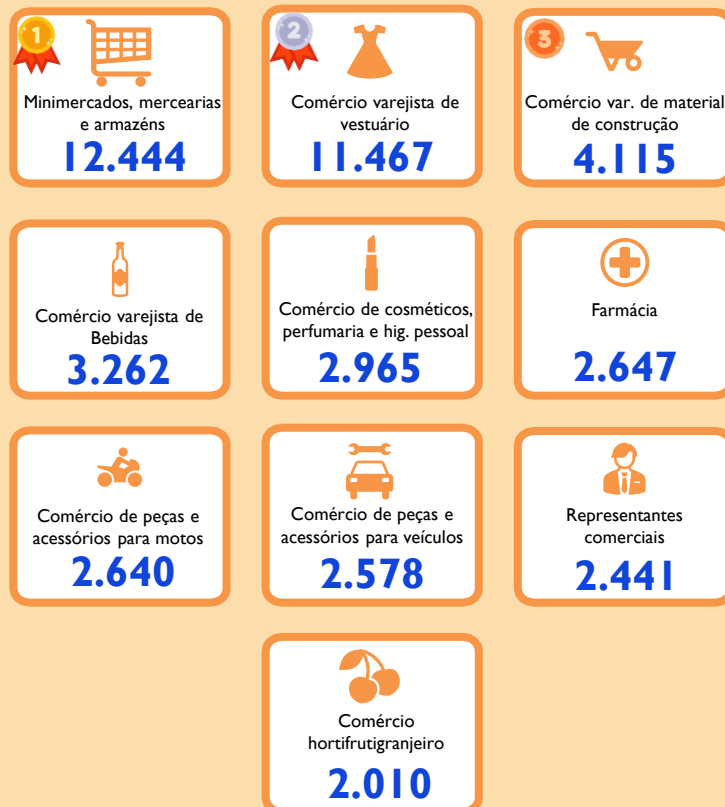 1
Minimercados, mercearias
e armazéns
12.444
2
Comércio varejista de
vestuário
11.467
3
Comércio var. de material
de construção
4.115
Comércio varejista de
Bebidas
3.262
Comércio de cosméticos,
perfumaria e hig. pessoal
2.965
Farmácia
2.647
Comércio de peças e
acessórios para motos
2.640
Comércio de peças e
acessórios para veículos
2.578
Representantes
comerciais
2.441
Comércio
hortifrutigranjeiro
2.010